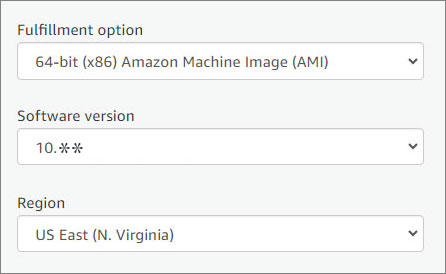 Fulfillment option
64-bit (x86) Amazon Machine Image (AMI)
Software version
10.**
Region
US East (N. Virginia)